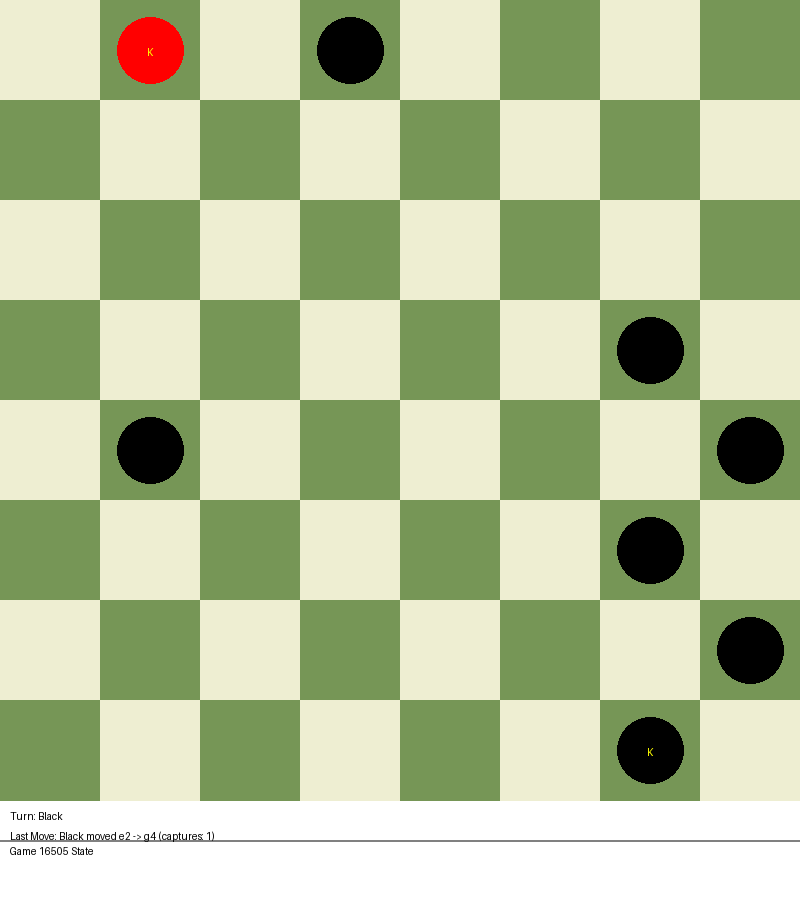 K
K
Turn: Black
Last Move: Black moved e2 -> g4 (captures: 1)
Game 16505 State